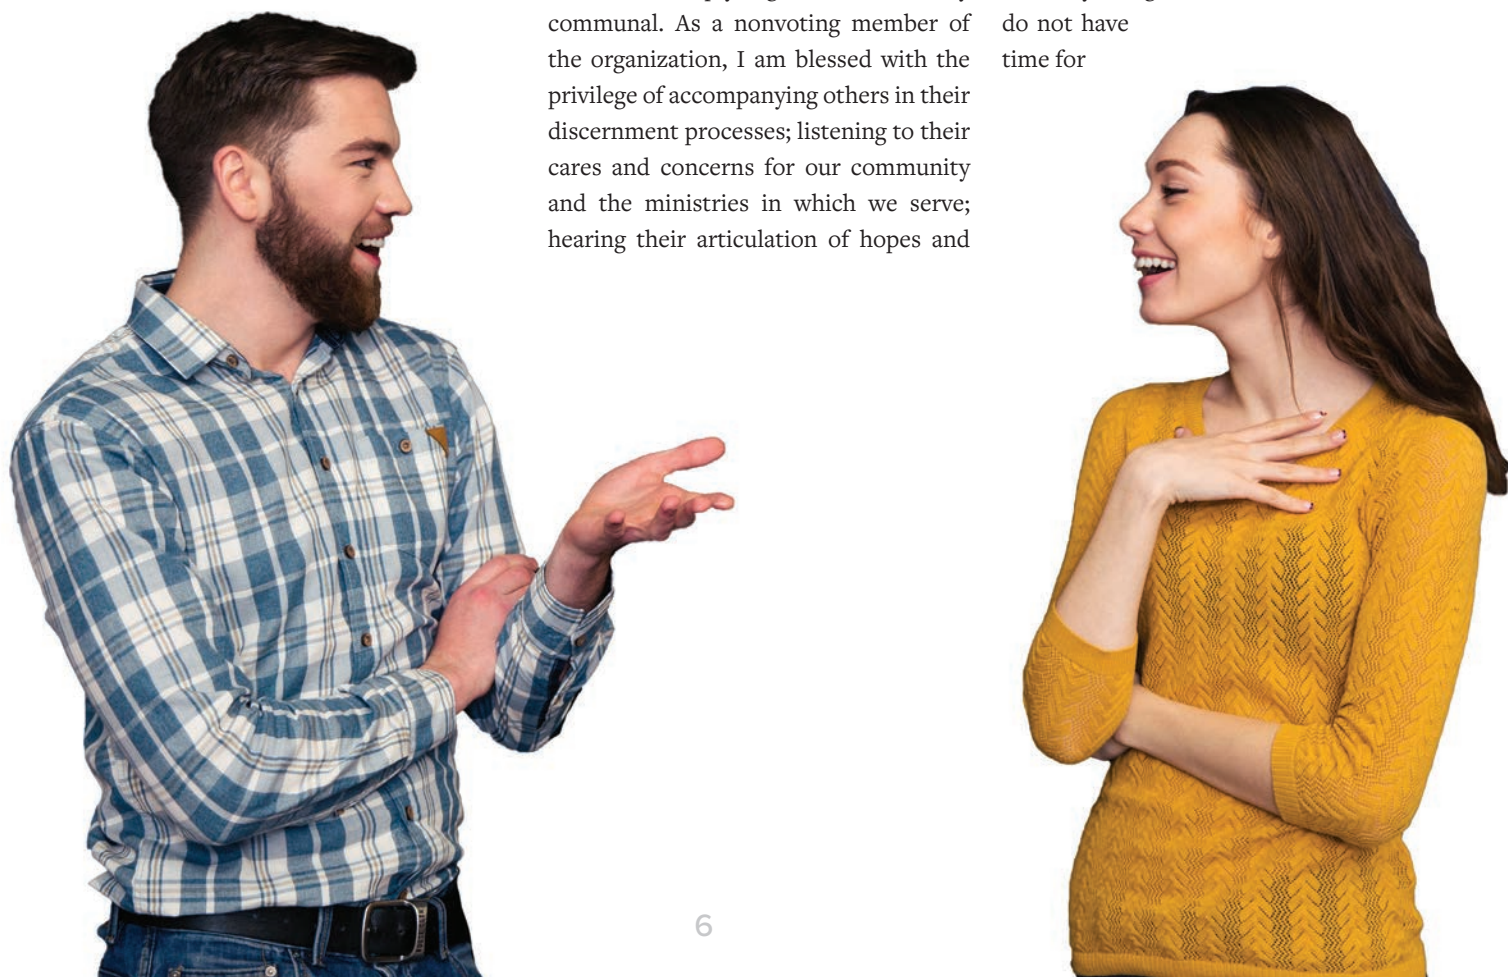 communal. As a nonvoting member of
the organization, I am blessed with the
privilege of accompanying others in their
discernment processes; listening to their
cares and concerns for our community
and the ministries in which we serve;
hearing their articulation of hopes and
do not have
time for
6